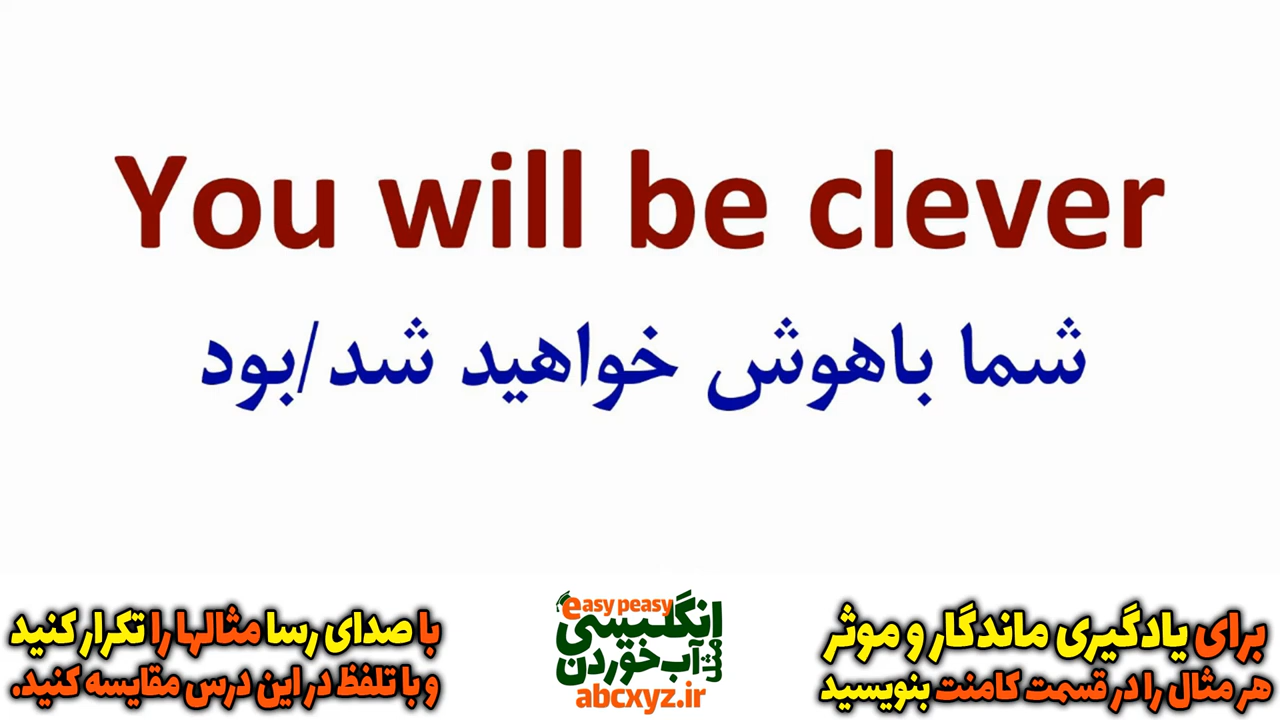 You will be clever
شما باهوش خواهید شد/بود
برای یادگیری ماندگار و موثر
هر مثال را در قسمت کامنت بنویسید
easy peasy
انگلیسی
مثل آب خوردن
abcxyz.ir
با صدای رسا مثالها را تکرار کنید
و با تلفظ در این درس مقایسه کنید.